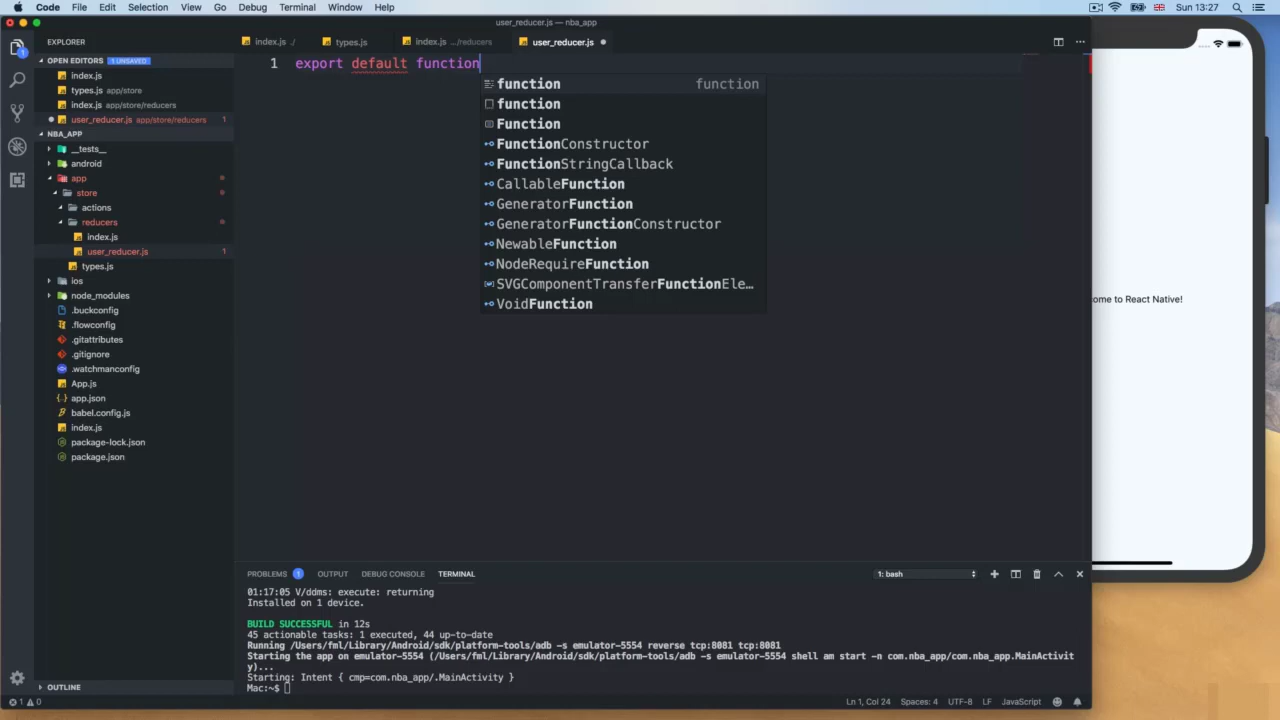 Code File Edit Selection View Go Debug Terminal Window Help Sun 13:27
user_reducer.js — nba_app
EXPLORER
index.js ./
types.js
index.js .../reducers
user_reducer.js
OPEN EDITORS 1 UNSAVED
index.js
types.js app/store
index.js app/store/reducers
user_reducer.js app/store/reducers 1
NBA_APP
__tests__
android
app
store
actions
reducers
index.js
user_reducer.js 1
types.js
ios
node_modules
.buckconfig
.flowconfig
.gitattributes
.gitignore
.watchmanconfig
App.js
app.json
babel.config.js
index.js
package-lock.json
package.json
OUTLINE
1 export default function
function function
function
Function
FunctionConstructor
FunctionStringCallback
CallableFunction
GeneratorFunction
GeneratorFunctionConstructor
NewableFunction
NodeRequireFunction
SVGComponentTransferFunctionEle...
VoidFunction
come to React Native!
PROBLEMS 1 OUTPUT DEBUG CONSOLE TERMINAL 1: bash
01:17:05 V/ddms: execute: returning
Installed on 1 device.
BUILD SUCCESSFUL in 12s
45 actionable tasks: 1 executed, 44 up-to-date
Running /Users/fml/Library/Android/sdk/platform-tools/adb -s emulator-5554 reverse tcp:8081 tcp:8081
Starting the app on emulator-5554 (/Users/fml/Library/Android/sdk/platform-tools/adb -s emulator-5554 shell am start -n com.nba_app/com.nba_app.MainActivit
y)...
Starting: Intent { cmp=com.nba_app/.MainActivity }
Mac:~$
1 0 Ln 1, Col 24 Spaces: 4 UTF-8 LF JavaScript